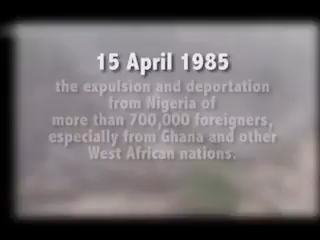 15 April 1985
the expulsion and deportation
from Nigeria of
more than 700,000 foreigners,
especially from Ghana and other
West African nations.